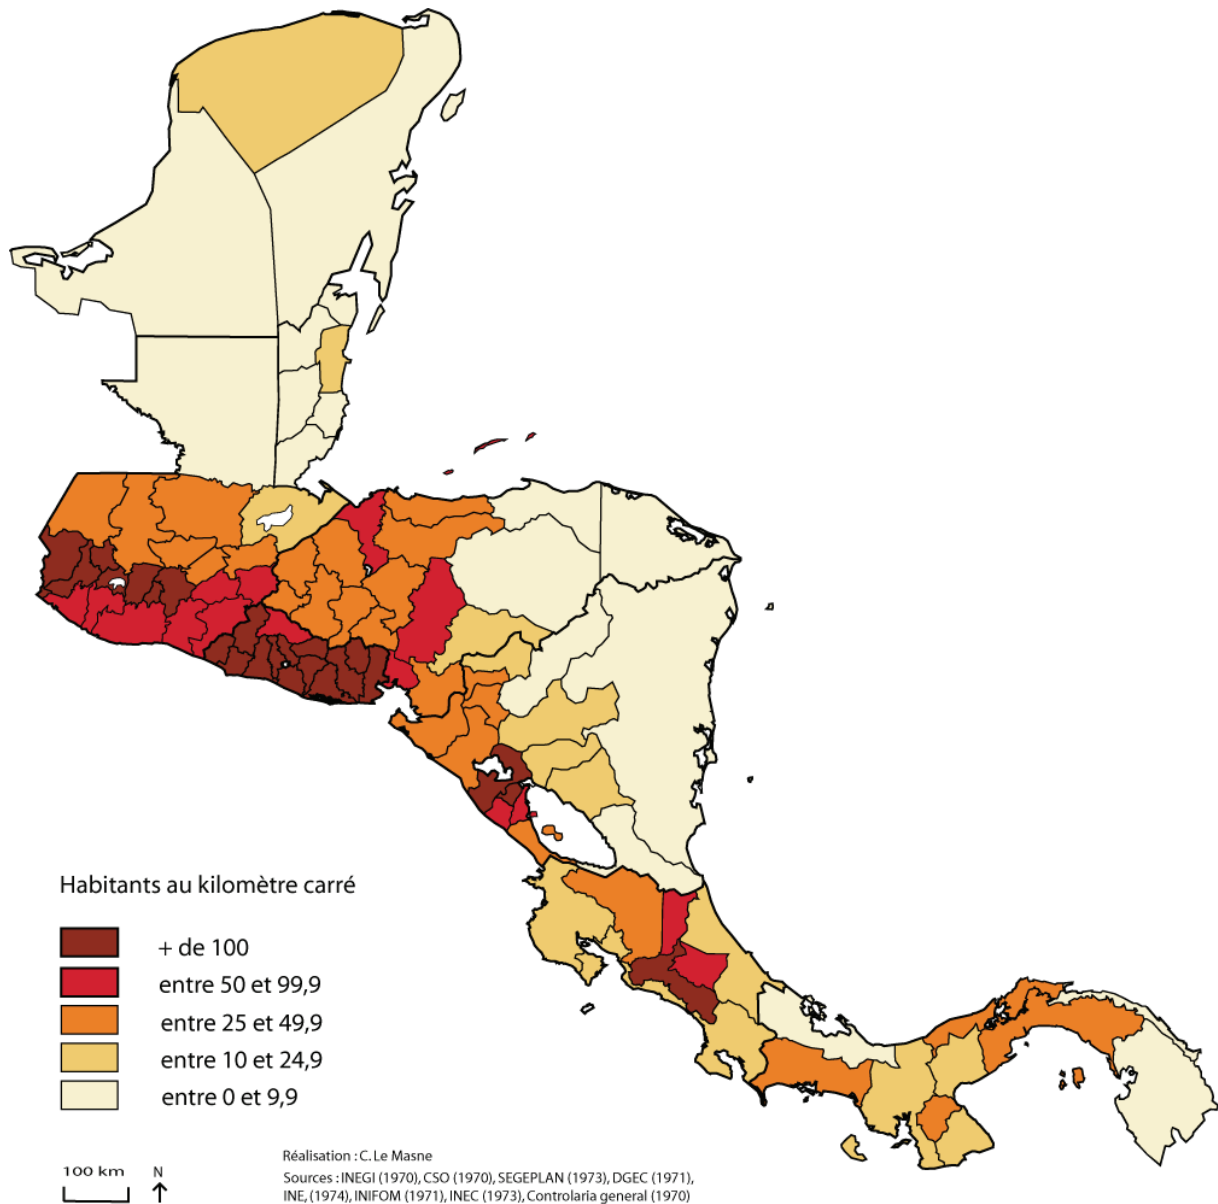 Habitants au kilomètre carré
+ de 100
entre 50 et 99,9
entre 25 et 49,9
entre 10 et 24,9
entre 0 et 9,9
100 km
N
Réalisation : C. Le Masne
Sources : INEGI (1970), CSO (1970), SEGEPLAN (1973), DGEC (1971),
INE, (1974), INIFOM (1971), INEC (1973), Controlaria general (1970)